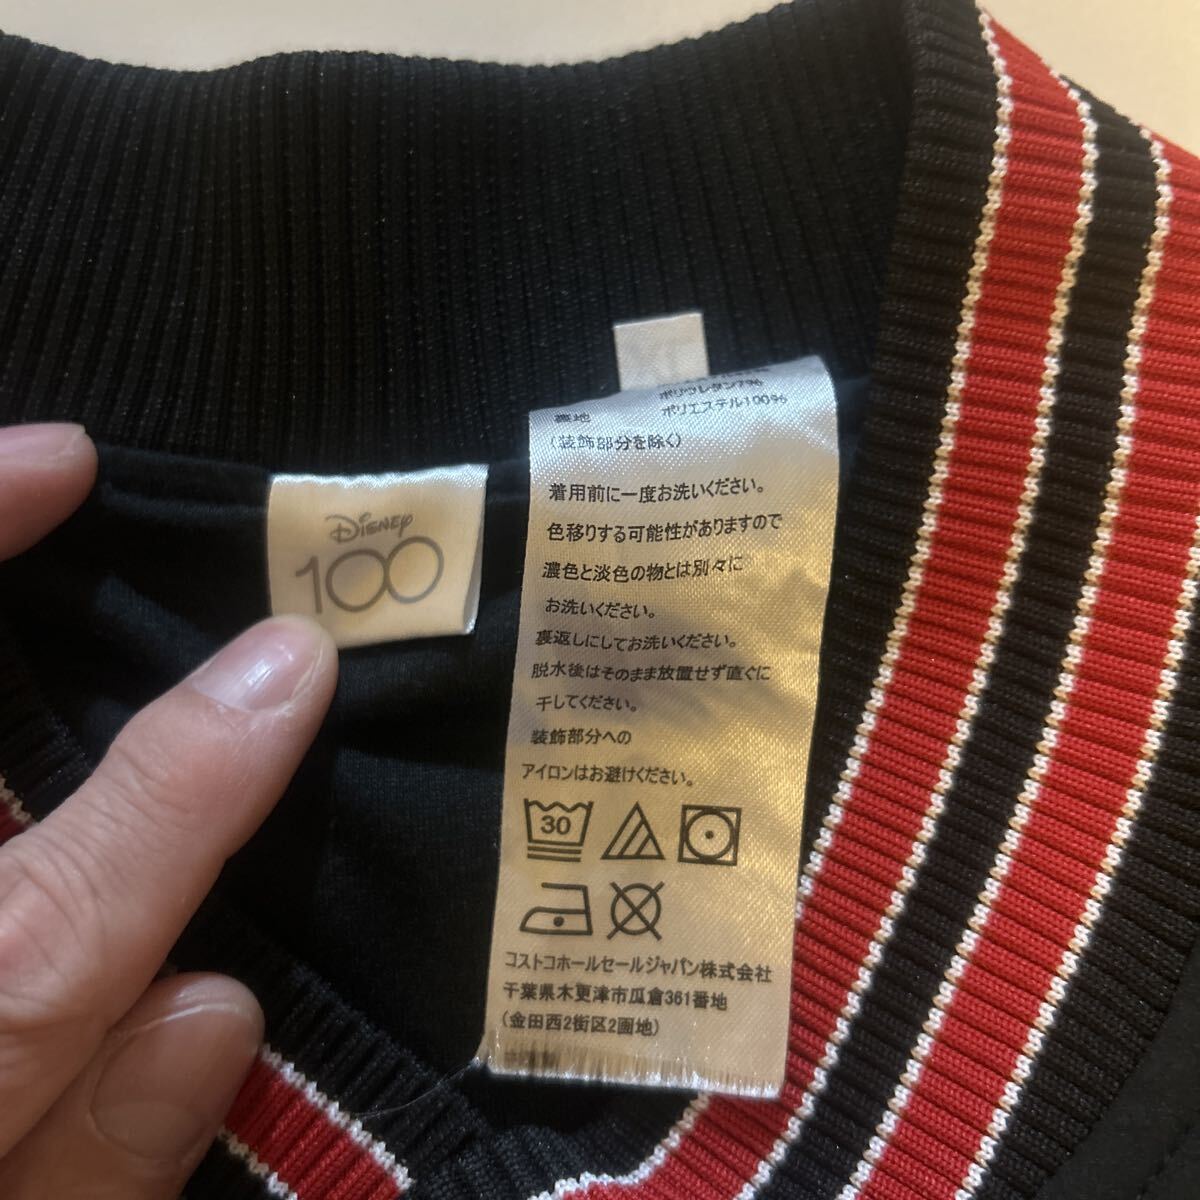 Disney
100
ポリウレタン7%
裏地 ポリエステル100%
(装飾部分を除く)
着用前に一度お洗いください。
色移りする可能性がありますので
濃色と淡色の物とは別々に
お洗いください。
裏返しにしてお洗いください。
脱水後はそのまま放置せず直ぐに
干してください。
装飾部分への
アイロンはお避けください。
30
コストコホールセールジャパン株式会社
千葉県木更津市瓜倉361番地
(金田西2街区2画地)